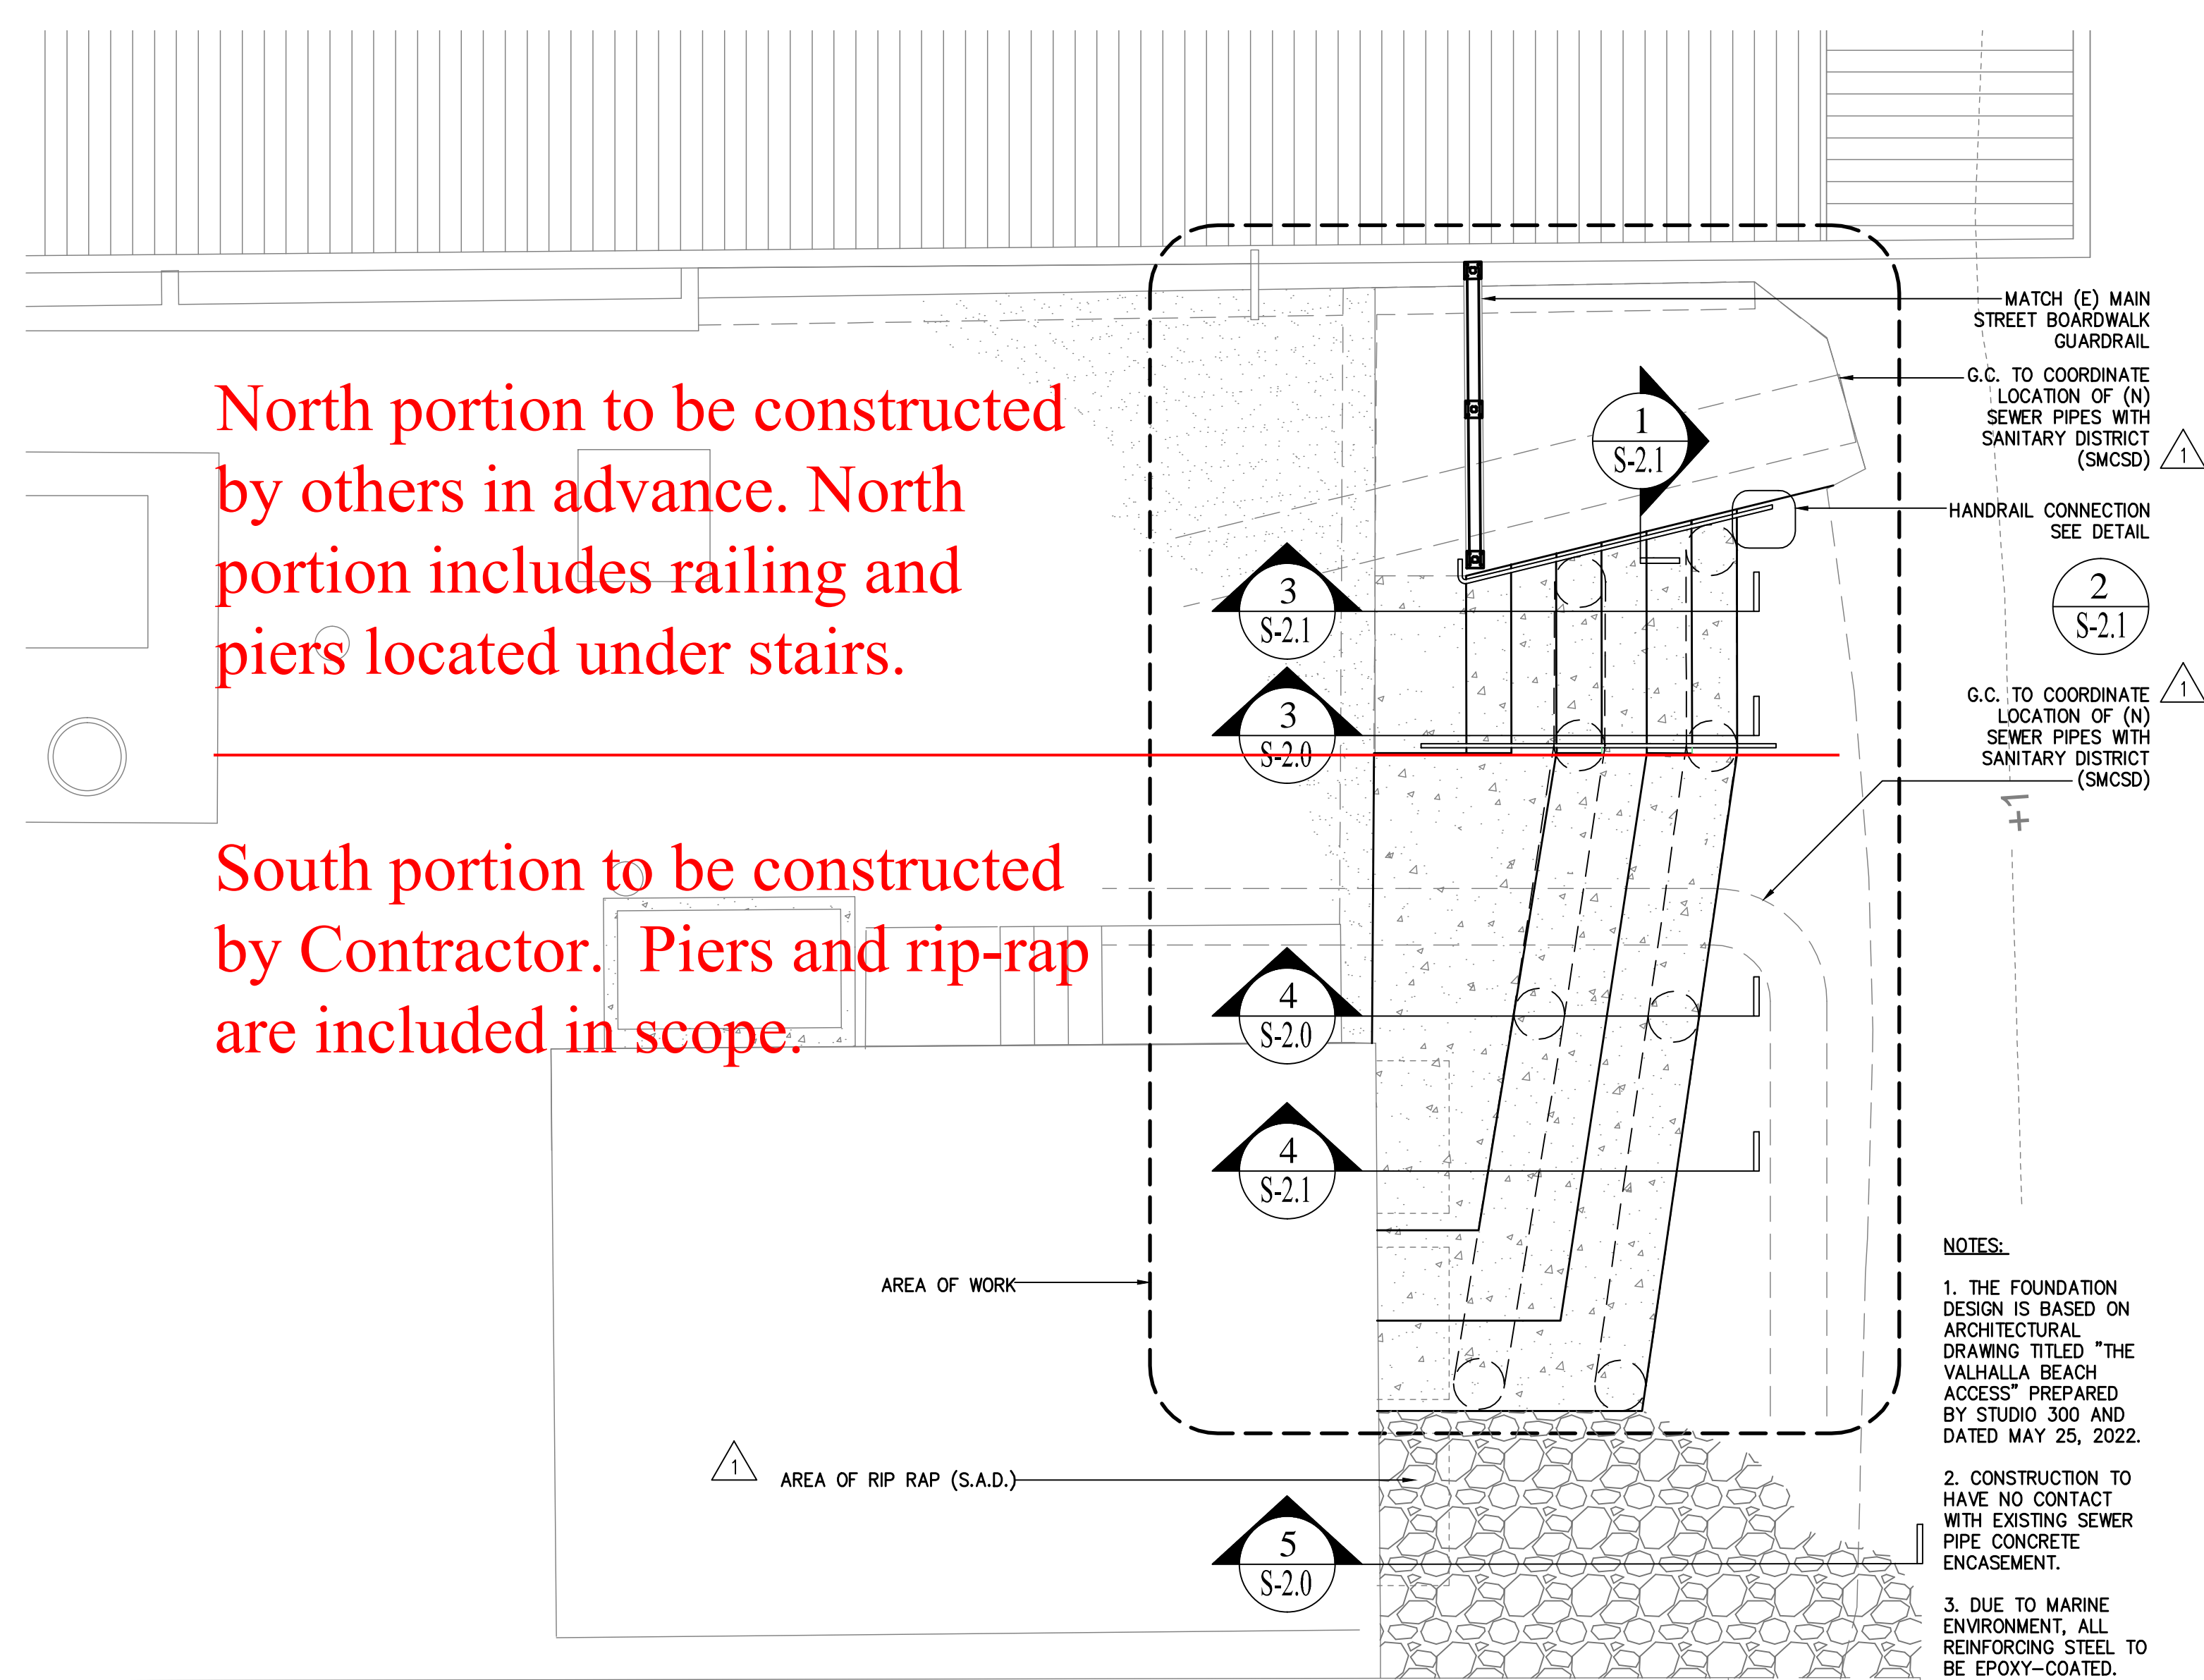 MATCH (E) MAIN
STREET BOARDWALK
GUARDRAIL
G.C. TO COORDINATE
LOCATION OF (N)
SEWER PIPES WITH
SANITARY DISTRICT
(SMCSD)
1
North portion to be constructed
by others in advance. North
portion includes railing and
piers located under stairs.
1
S-2.1
HANDRAIL CONNECTION
SEE DETAIL
2
S-2.1
3
S-2.1
3
S-2.0
G.C. TO COORDINATE
LOCATION OF (N)
SEWER PIPES WITH
SANITARY DISTRICT
(SMCSD)
1
+1
South portion to be constructed
by Contractor. Piers and rip-rap
are included in scope.
4
S-2.0
4
S-2.1
AREA OF WORK
1
AREA OF RIP RAP (S.A.D.)
5
S-2.0
NOTES:
1. THE FOUNDATION
DESIGN IS BASED ON
ARCHITECTURAL
DRAWING TITLED "THE
VALHALLA BEACH
ACCESS" PREPARED
BY STUDIO 300 AND
DATED MAY 25, 2022.
2. CONSTRUCTION TO
HAVE NO CONTACT
WITH EXISTING SEWER
PIPE CONCRETE
ENCASEMENT.
3. DUE TO MARINE
ENVIRONMENT, ALL
REINFORCING STEEL TO
BE EPOXY-COATED.